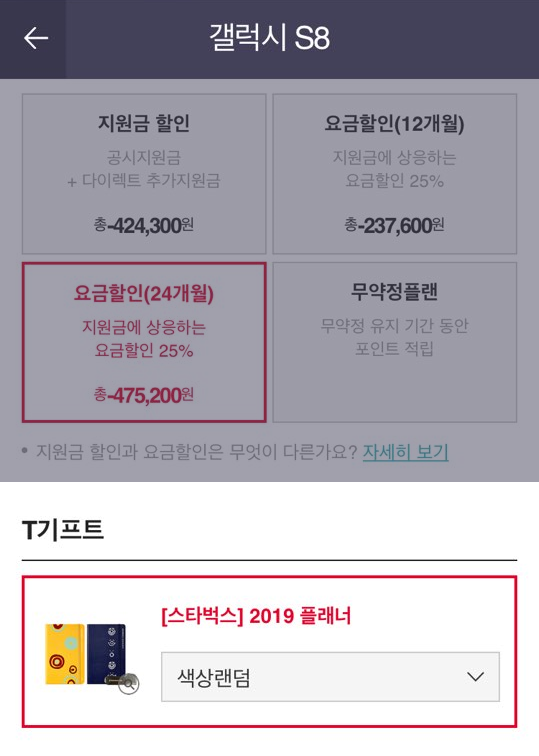 갤럭시 S8
지원금 할인
공시지원금
+ 다이렉트 추가지원금
총-424,300원
요금할인(12개월)
지원금에 상응하는
요금할인 25%
총-237,600원
요금할인(24개월)
지원금에 상응하는
요금할인 25%
총-475,200원
무약정플랜
무약정 유지 기간 동안
포인트 적립
• 지원금 할인과 요금할인은 무엇이 다른가요? 자세히 보기
T기프트
[스타벅스] 2019 플래너
색상랜덤